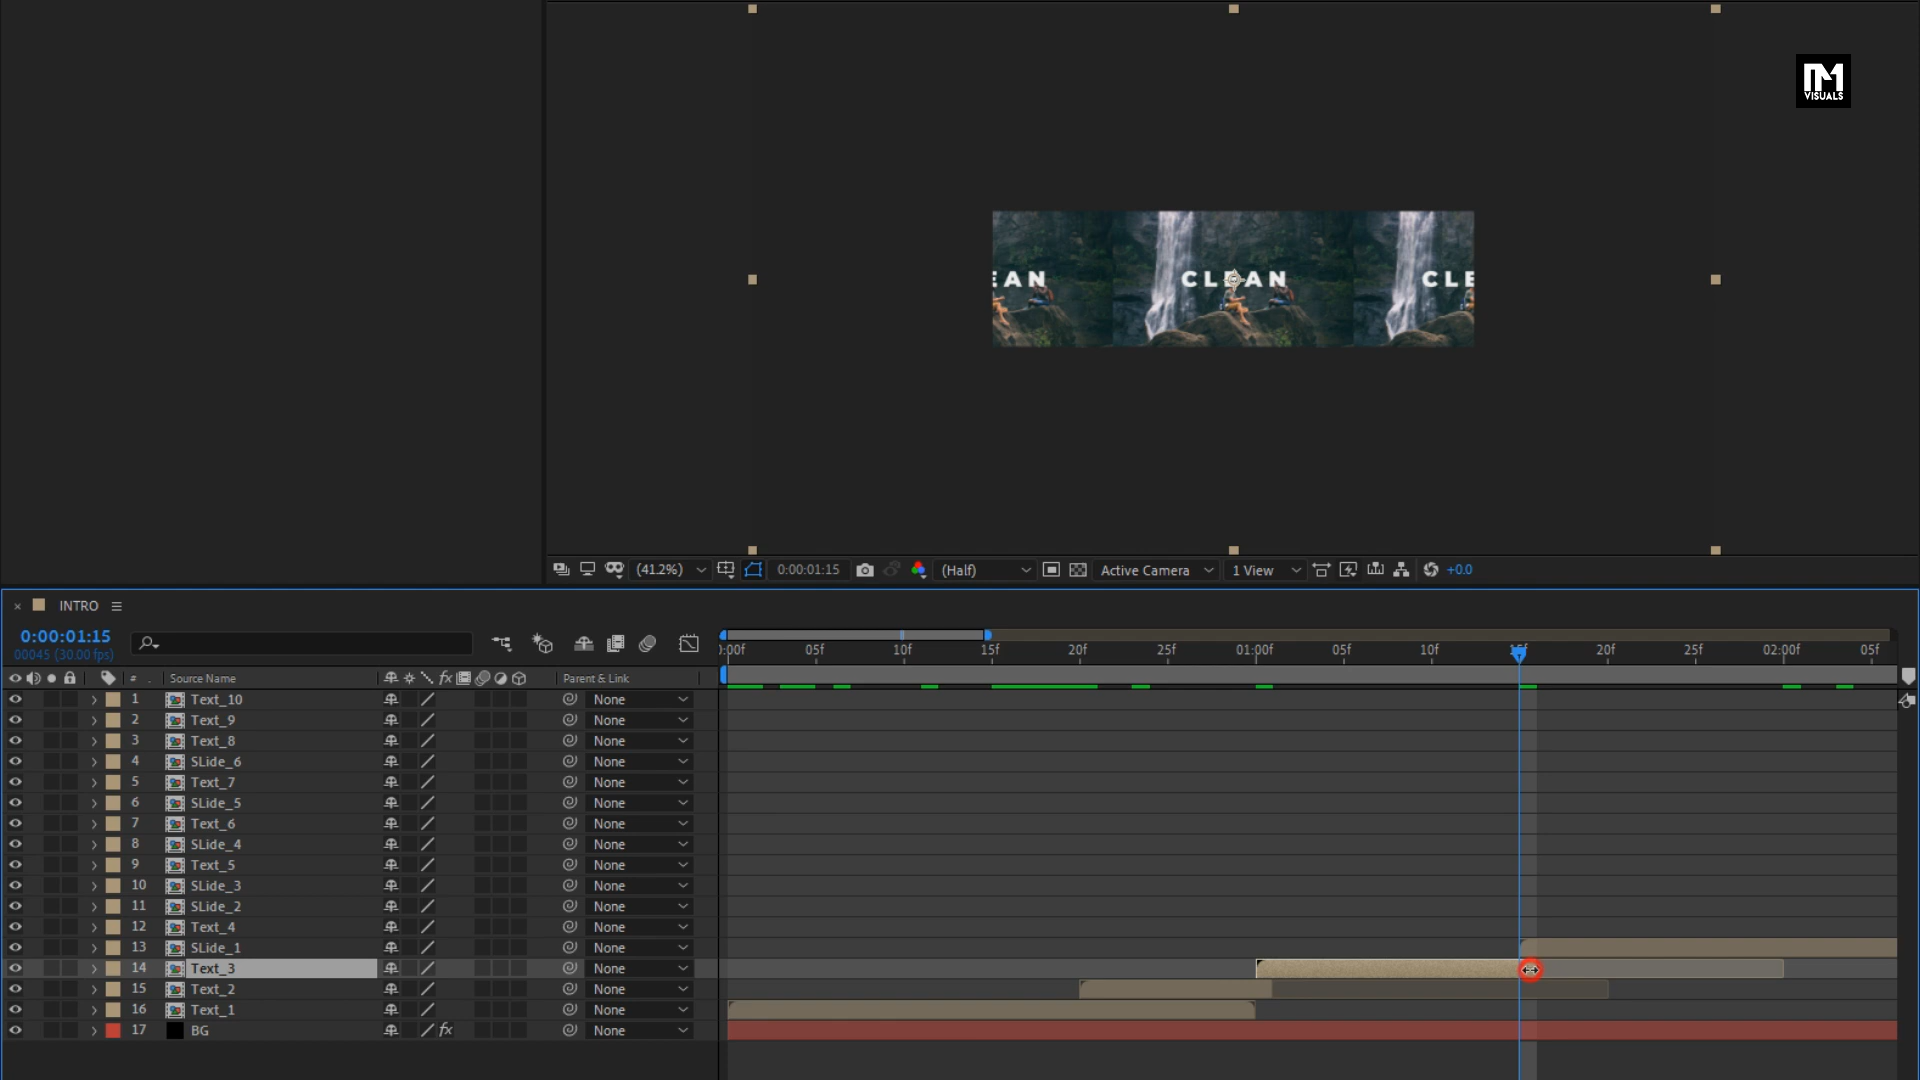 IM
VISUALS
EAN CLEAN CLE
(41.2%) 0:00:01:15 (Half) Active Camera 1 View +0.0
× INTRO
0:00:01:15
00045 (30.00 fps)
:00f 05f 10f 15f 20f 25f 01:00f 05f 10f 15f 20f 25f 02:00f 05f
# . Source Name fx Parent & Link
1 Text_10 None
2 Text_9 None
3 Text_8 None
4 SLide_6 None
5 Text_7 None
6 SLide_5 None
7 Text_6 None
8 SLide_4 None
9 Text_5 None
10 SLide_3 None
11 SLide_2 None
12 Text_4 None
13 SLide_1 None
14 Text_3 None
15 Text_2 None
16 Text_1 None
17 BG fx None